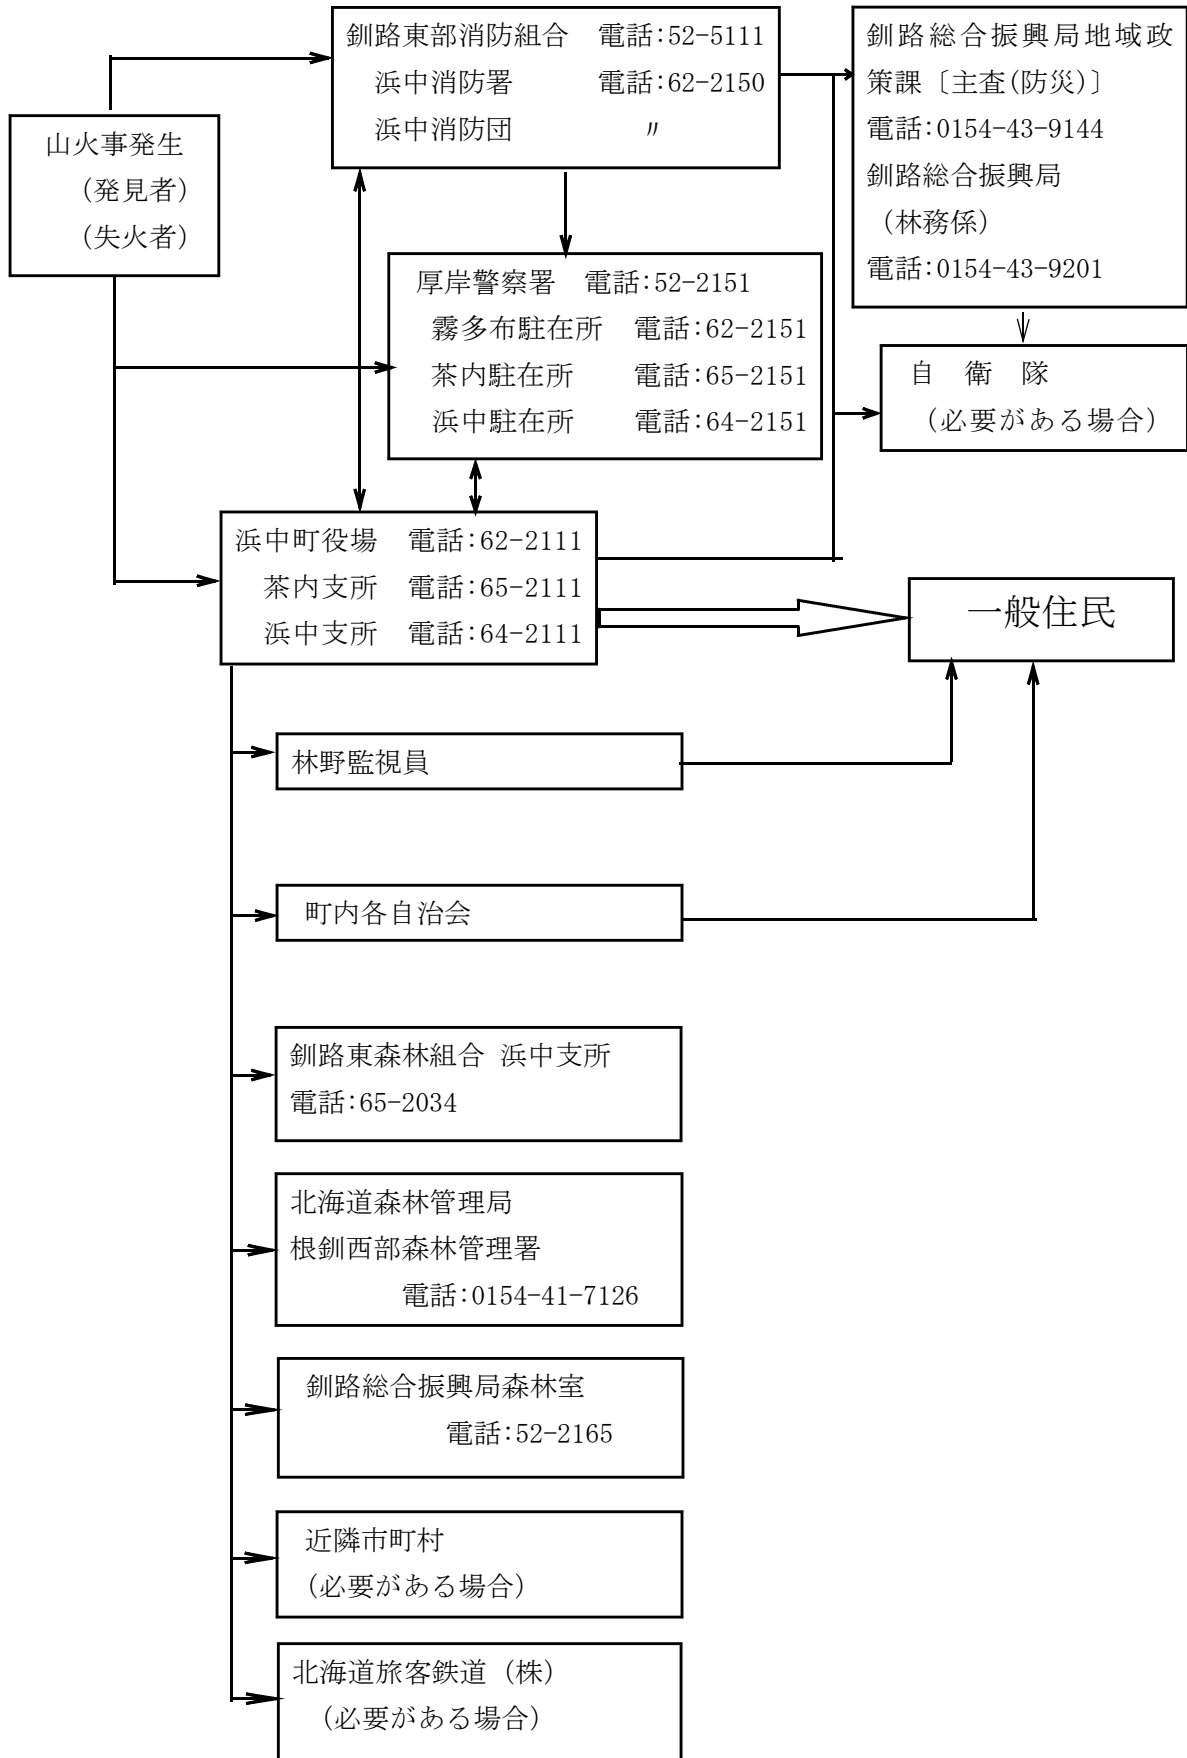 釧路東部消防組合 電話:52-5111
浜中消防署 電話:62-2150
浜中消防団 〃
釧路総合振興局地域政
策課〔主査(防災)〕
電話:0154-43-9144
釧路総合振興局
(林務係)
電話:0154-43-9201
山火事発生
(発見者)
(失火者)
厚岸警察署 電話:52-2151
霧多布駐在所 電話:62-2151
茶内駐在所 電話:65-2151
浜中駐在所 電話:64-2151
自 衛 隊
(必要がある場合)
浜中町役場 電話:62-2111
茶内支所 電話:65-2111
浜中支所 電話:64-2111
一般住民
林野監視員
町内各自治会
釧路東森林組合 浜中支所
電話:65-2034
北海道森林管理局
根釧西部森林管理署
電話:0154-41-7126
釧路総合振興局森林室
電話:52-2165
近隣市町村
(必要がある場合)
北海道旅客鉄道（株）
(必要がある場合)